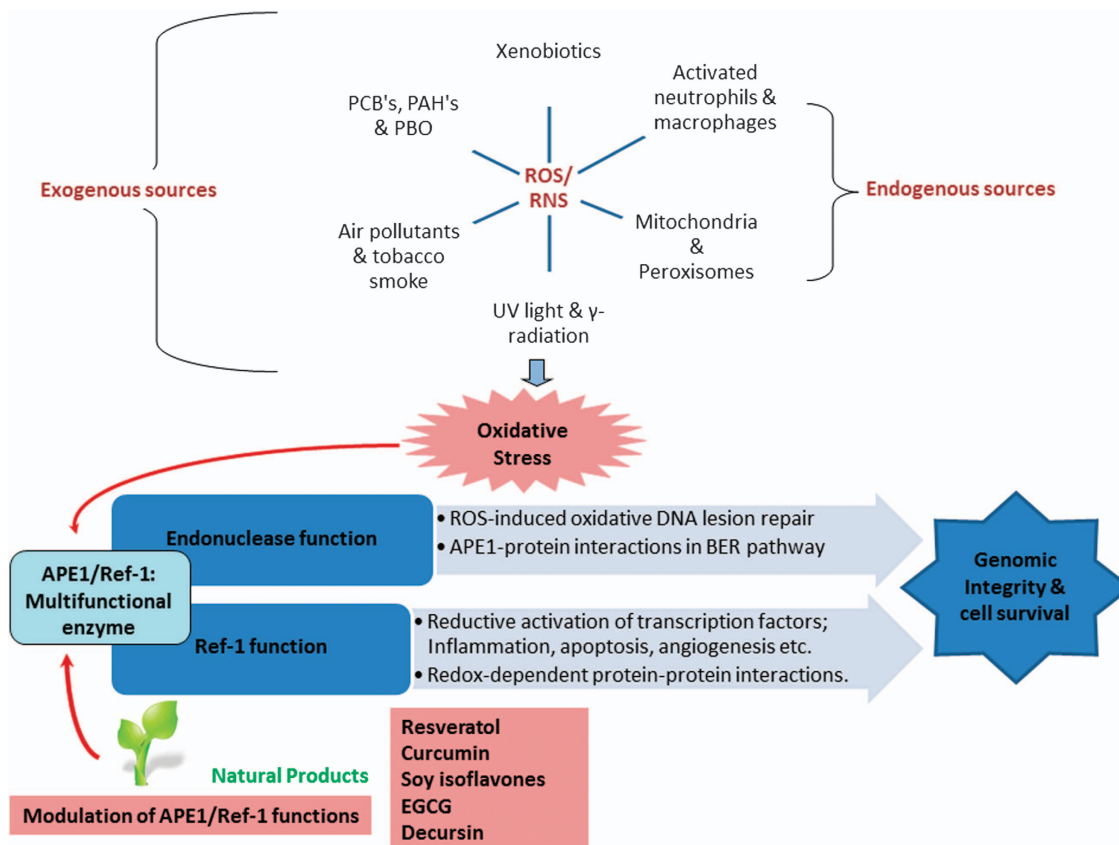 Xenobiotics
PCB's, PAH's
& PBO
Activated
neutrophils &
macrophages
Exogenous sources
ROS/
RNS
Endogenous sources
Air pollutants
& tobacco
smoke
Mitochondria
&
Peroxisomes
UV light & γ-
radiation
Oxidative
Stress
Endonuclease function
• ROS-induced oxidative DNA lesion repair
• APE1-protein interactions in BER pathway
APE1/Ref-1:
Multifunctional
enzyme
Genomic
Integrity &
cell survival
Ref-1 function
• Reductive activation of transcription factors;
Inflammation, apoptosis, angiogenesis etc.
• Redox-dependent protein-protein interactions.
Natural Products
Modulation of APE1/Ref-1 functions
Resveratol
Curcumin
Soy isoflavones
EGCG
Decursin